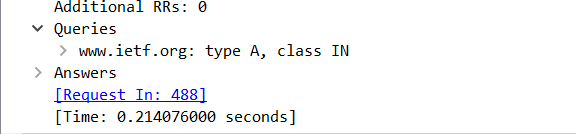 Additional RRs: 0
Queries
www.ietf.org: type A, class IN
Answers
[Request In: 488]
[Time: 0.214076000 seconds]